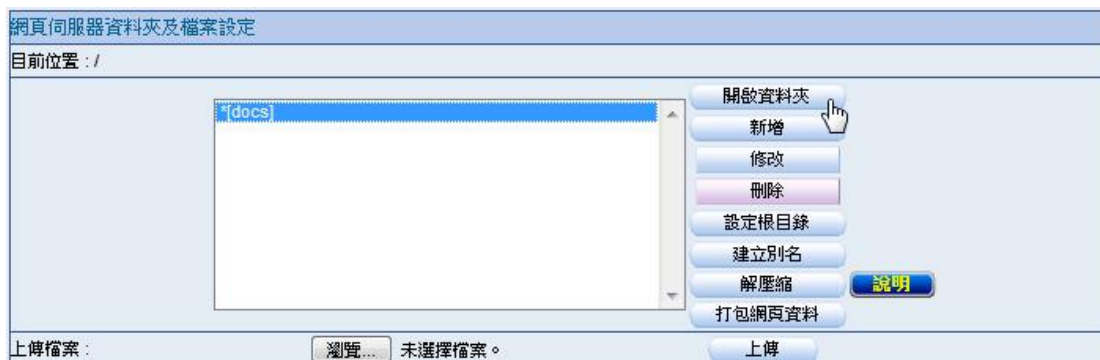 網頁伺服器資料夾及檔案設定
目前位置 : /
*[docs]
開啟資料夾
新增
修改
刪除
設定根目錄
建立別名
解壓縮 說明
打包網頁資料
上傳檔案 : 瀏覽... 未選擇檔案。 上傳